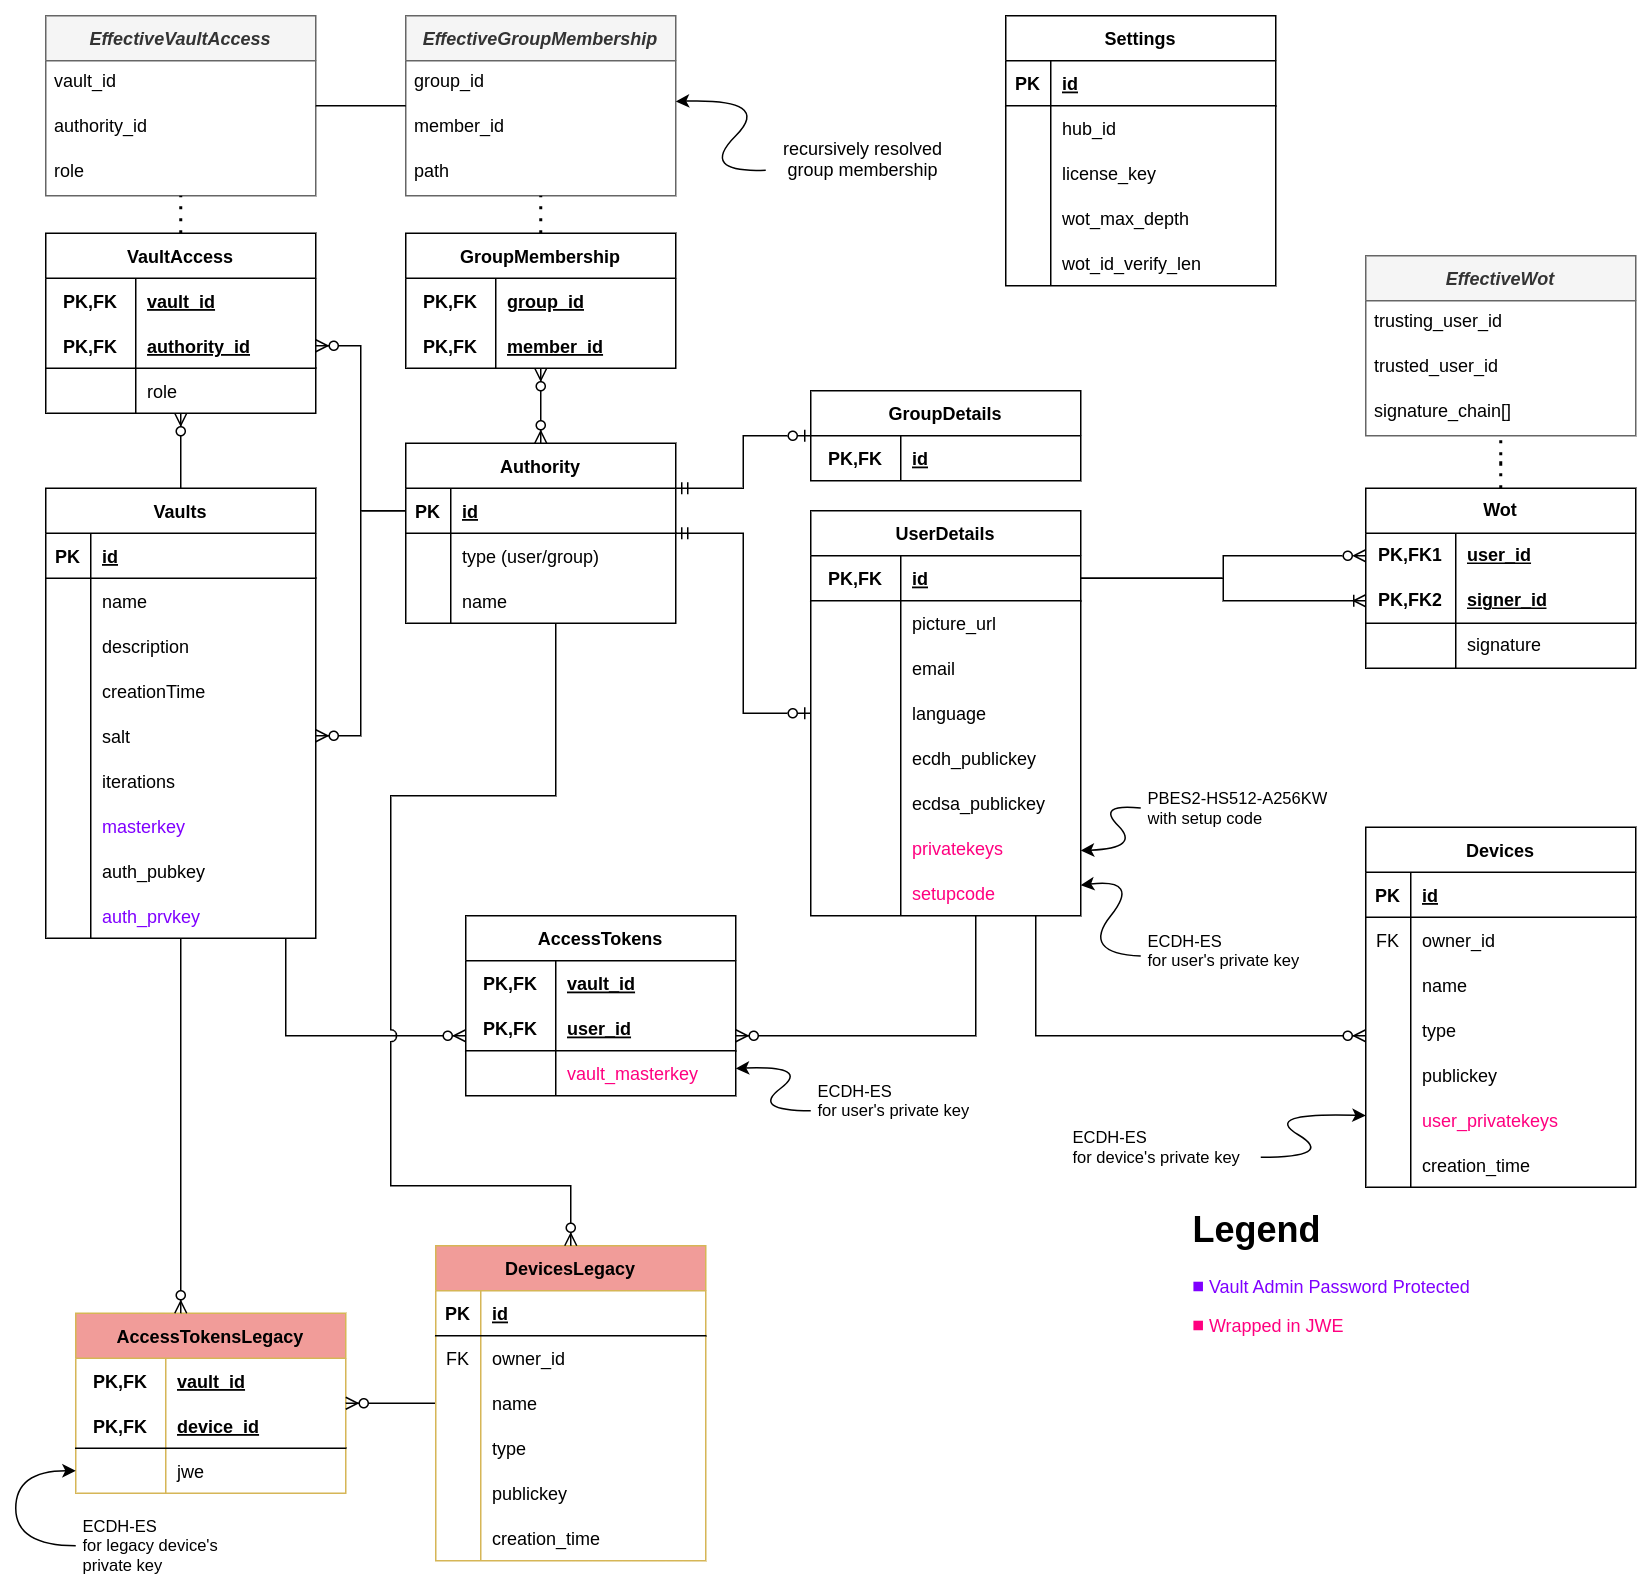 EffectiveVaultAccess
vault_id
authority_id
role
EffectiveGroupMembership
group_id
member_id
path
recursively resolved
group membership
Settings
PK id
hub_id
license_key
wot_max_depth
wot_id_verify_len
VaultAccess
PK,FK vault_id
PK,FK authority_id
role
GroupMembership
PK,FK group_id
PK,FK member_id
EffectiveWot
trusting_user_id
trusted_user_id
signature_chain[]
GroupDetails
PK,FK id
Authority
PK id
type (user/group)
name
Vaults
PK id
name
description
creationTime
salt
iterations
masterkey
auth_pubkey
auth_prvkey
UserDetails
PK,FK id
picture_url
email
language
ecdh_publickey
ecdsa_publickey
privatekeys
setupcode
Wot
PK,FK1 user_id
PK,FK2 signer_id
signature
PBES2-HS512-A256KW
with setup code
ECDH-ES
for user's private key
Devices
PK id
FK owner_id
name
type
publickey
user_privatekeys
creation_time
AccessTokens
PK,FK vault_id
PK,FK user_id
vault_masterkey
ECDH-ES
for user's private key
ECDH-ES
for device's private key
Legend
Vault Admin Password Protected
Wrapped in JWE
DevicesLegacy
PK id
FK owner_id
name
type
publickey
creation_time
AccessTokensLegacy
PK,FK vault_id
PK,FK device_id
jwe
ECDH-ES
for legacy device's
private key